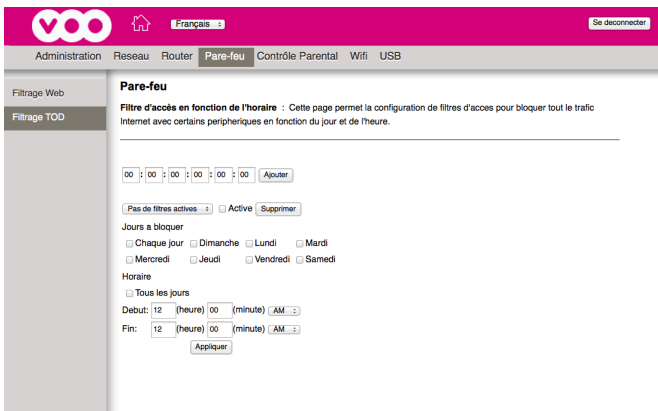 VOO Français Se deconnecter
Administration Reseau Router Pare-feu Contrôle Parental Wifi USB
Filtrage Web
Filtrage TOD
Pare-feu
Filtre d'accès en fonction de l'horaire : Cette page permet la configuration de filtres d'acces pour bloquer tout le trafic
Internet avec certains peripheriques en fonction du jour et de l'heure.
00 : 00 : 00 : 00 : 00 : 00 Ajouter
Pas de filtres actives Active Supprimer
Jours a bloquer
Chaque jour Dimanche Lundi Mardi
Mercredi Jeudi Vendredi Samedi
Horaire
Tous les jours
Debut: 12 (heure) 00 (minute) AM
Fin: 12 (heure) 00 (minute) AM
Appliquer